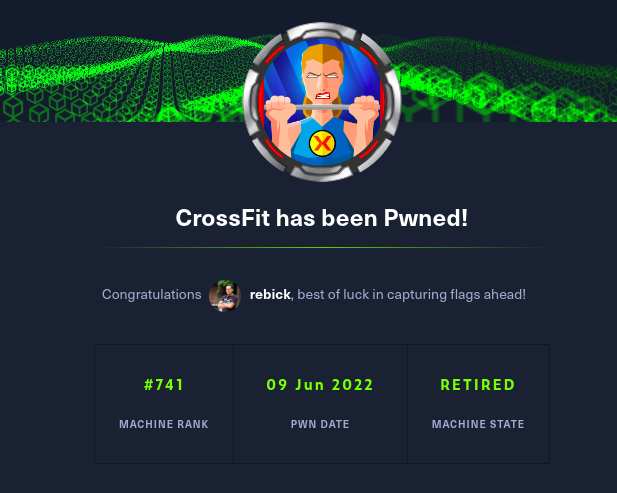 X
CrossFit has been Pwned!
Congratulations rebick, best of luck in capturing flags ahead!
#741 09 Jun 2022 RETIRED
MACHINE RANK PWN DATE MACHINE STATE